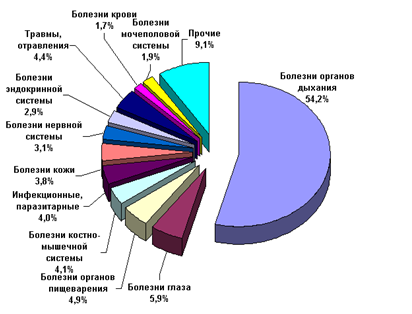 Болезни крови
1,7%
Болезни
мочеполовой
системы
1,9%
Прочие
9,1%
Травмы,
отравления
4,4%
Болезни органов
дыхания
54,2%
Болезни
эндокринной
системы
2,9%
Болезни нервной
системы
3,1%
Болезни кожи
3,8%
Инфекционные,
паразитарные
4,0%
Болезни костно-
мышечной
системы
4,1%
Болезни органов
пищеварения
4,9%
Болезни глаза
5,9%